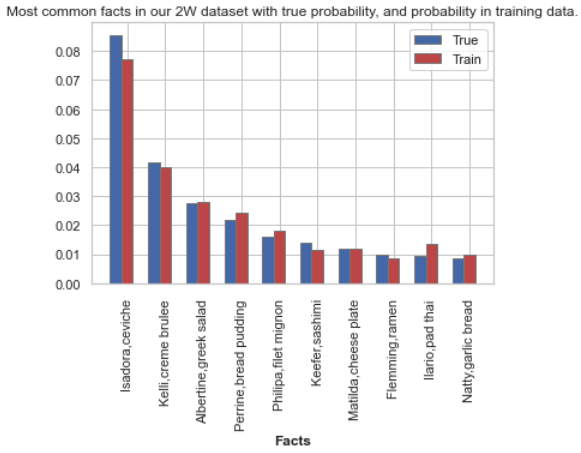 Most common facts in our 2W dataset with true probability, and probability in training data.
True
Train
0.08
0.07
0.06
0.05
0.04
0.03
0.02
0.01
0.00
Isadora,ceviche
Kelli,creme brulee
Albertine,greek salad
Perrine,bread pudding
Philipa,filet mignon
Keefer,sashimi
Matilda,cheese plate
Flemming,ramen
Ilario,pad thai
Natty,garlic bread
Facts